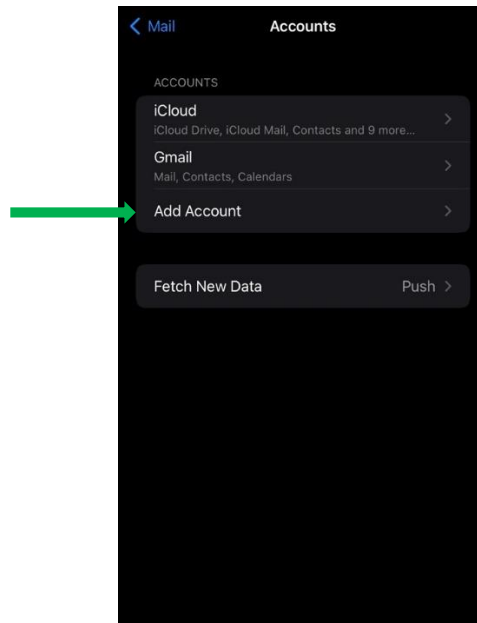 Mail
Accounts
ACCOUNTS
iCloud
iCloud Drive, iCloud Mail, Contacts and 9 more...
Gmail
Mail, Contacts, Calendars
Add Account
Fetch New Data Push